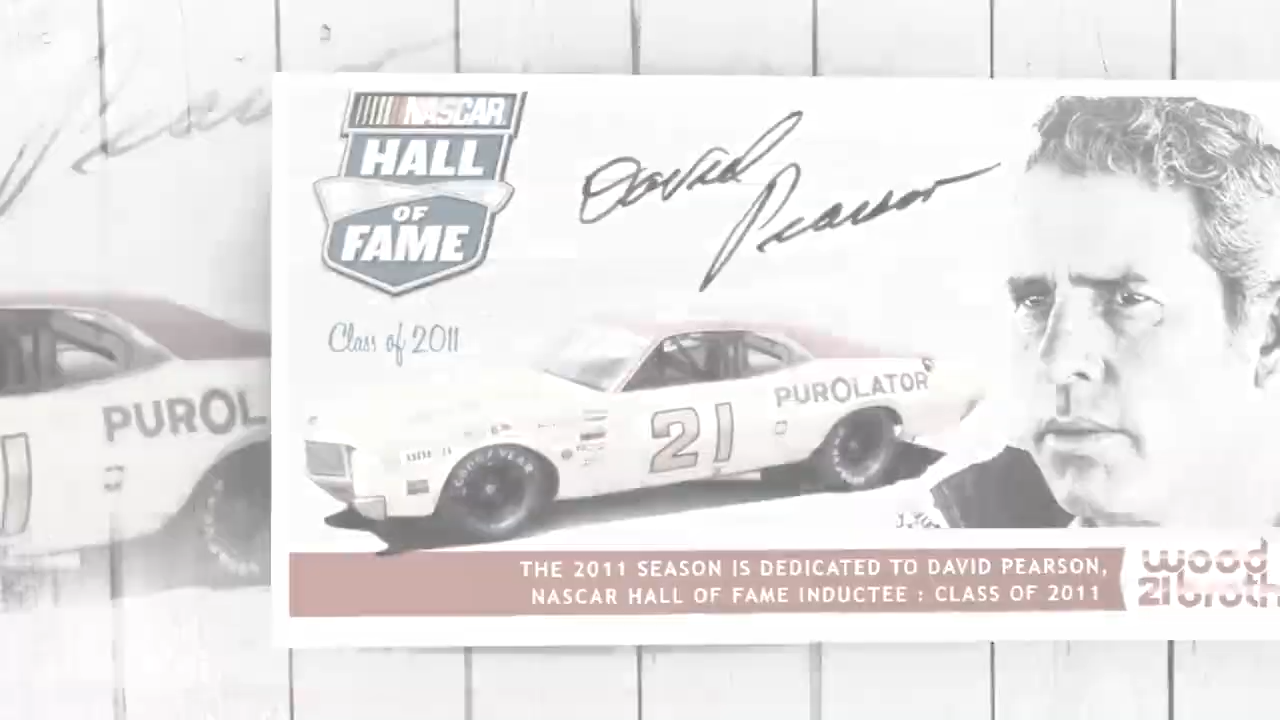 NASCAR
HALL
OF
FAME
Class of 2011
David
Pearson
PUROLATOR
21
GOODYEAR
PUROL
THE 2011 SEASON IS DEDICATED TO DAVID PEARSON,
NASCAR HALL OF FAME INDUCTEE : CLASS OF 2011
wood
21 broth